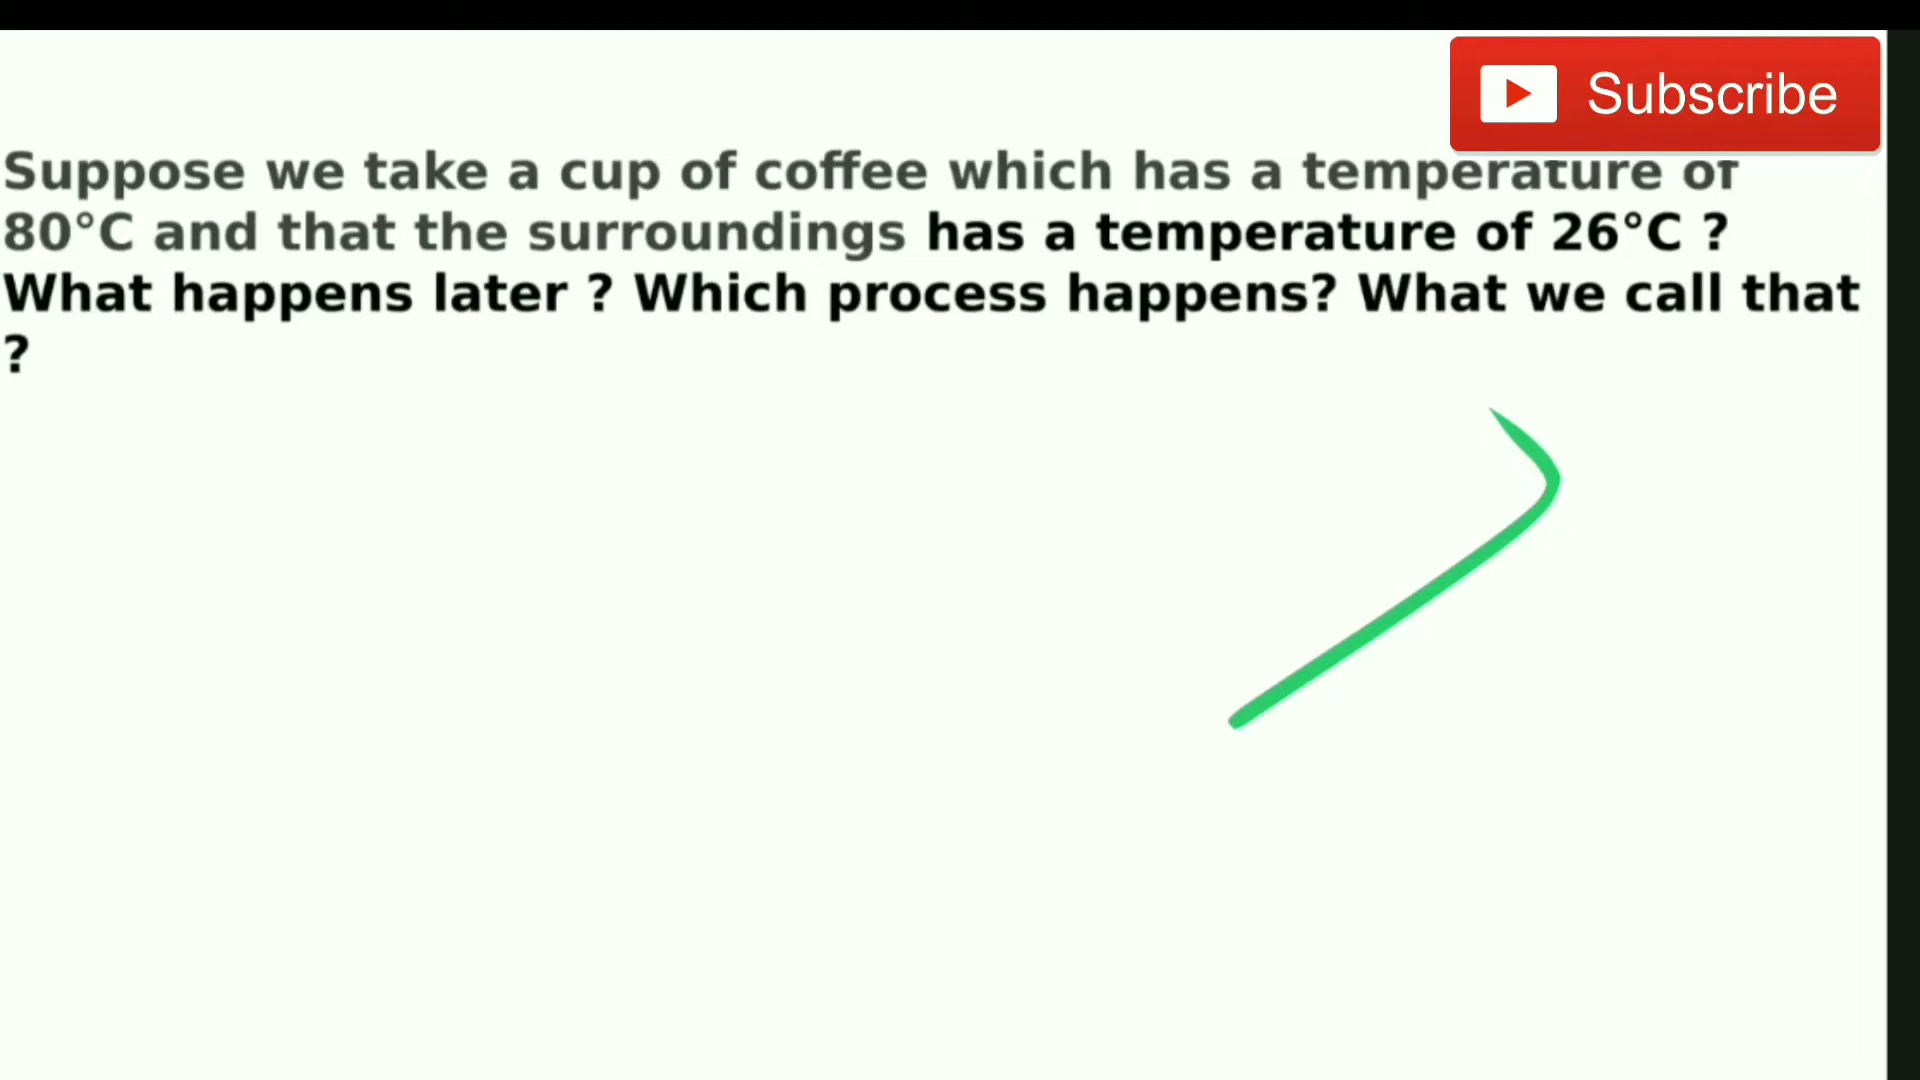 Subscribe
Suppose we take a cup of coffee which has a temperature of
80°C and that the surroundings has a temperature of 26°C ?
What happens later ? Which process happens? What we call that
?